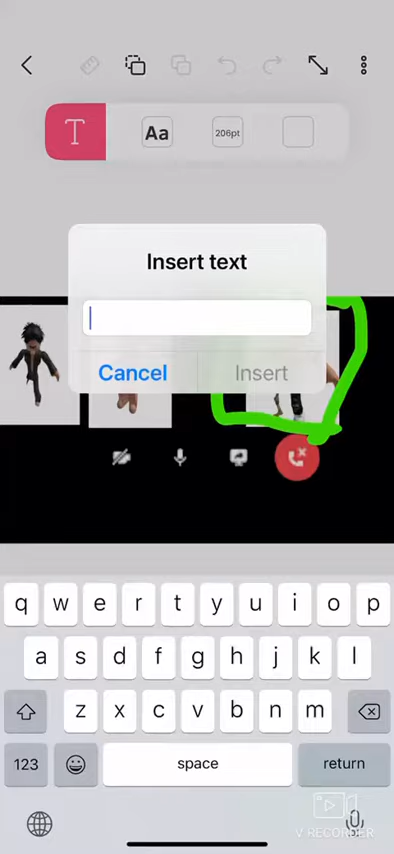 T
Aa
206pt
Insert text
Cancel
Insert
q w e r t y u i o p
a s d f g h j k l
z x c v b n m
123
space
return
V RECORDER